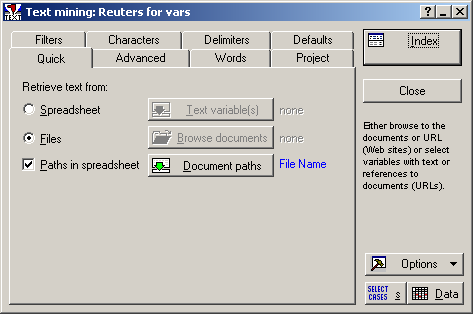 TEXT
Text mining: Reuters for vars
? _ ×
Filters Characters Delimiters Defaults
Quick Advanced Words Project
Retrieve text from:
Spreadsheet Text variable(s) none
Files Browse documents none
Paths in spreadsheet Document paths File Name
Index
Close
Either browse to the
documents or URL
(Web sites) or select
variables with text or
references to
documents (URLs).
Options
SELECT
CASES s Data